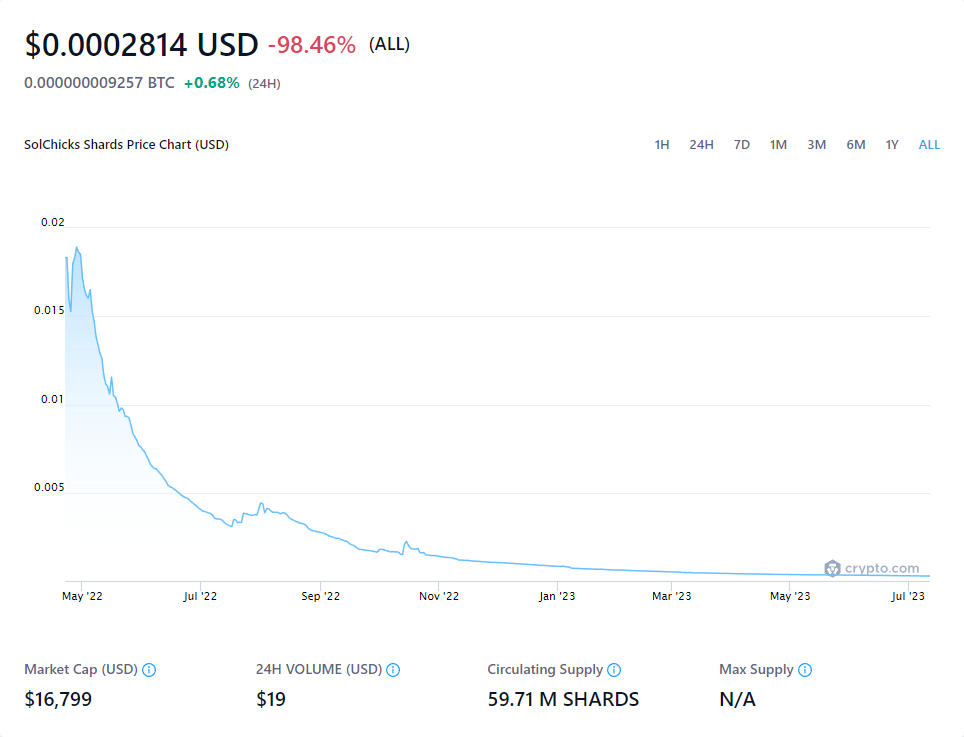 $0.0002814 USD -98.46% (ALL)
0.000000009257 BTC +0.68% (24H)
SolChicks Shards Price Chart (USD) 1H 24H 7D 1M 3M 6M 1Y ALL
0.02
0.015
0.01
0.005
crypto.com
May '22 Jul '22 Sep '22 Nov '22 Jan '23 Mar '23 May '23 Jul '23
Market Cap (USD) 24H VOLUME (USD) Circulating Supply Max Supply
$16,799 $19 59.71 M SHARDS N/A